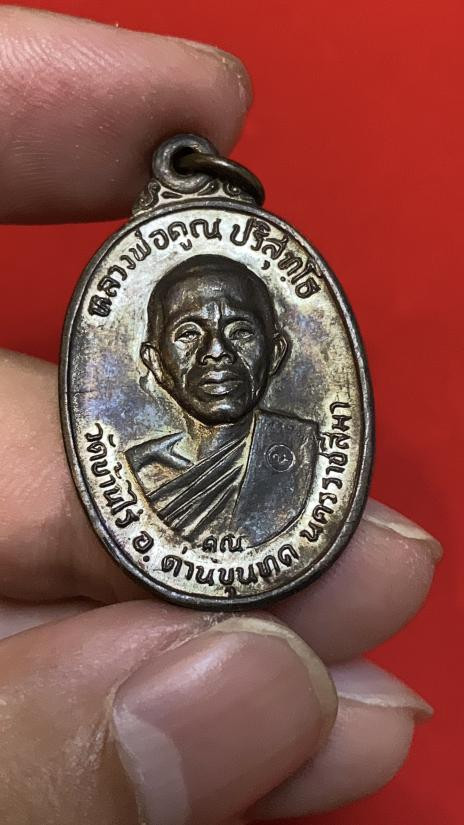 หลวงพ่อคูณ ปริสุทฺโธ
คูณ
วัดบ้านไร่ อ.ด่านขุนทด นครราชสีมา